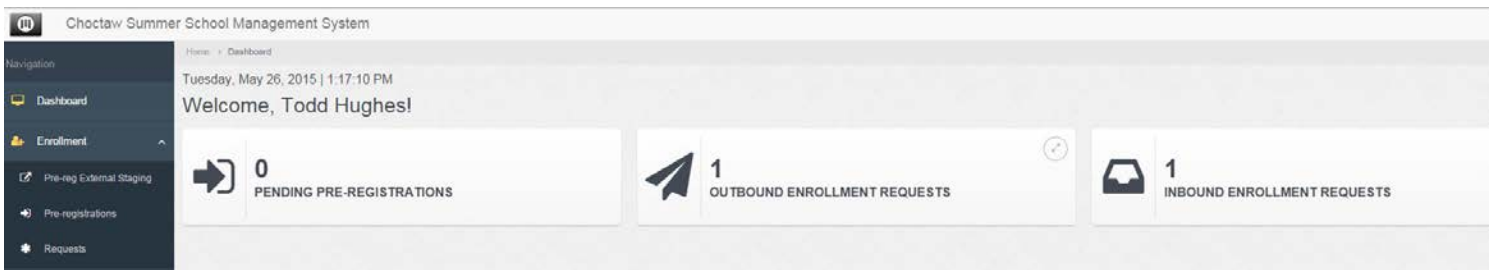 Choctaw Summer School Management System
Navigation
Dashboard
Enrollment
Pre-reg External Staging
Pre-registrations
Requests
Home > Dashboard
Tuesday, May 26, 2015 | 1:17:10 PM
Welcome, Todd Hughes!
0
PENDING PRE-REGISTRATIONS
1
OUTBOUND ENROLLMENT REQUESTS
1
INBOUND ENROLLMENT REQUESTS